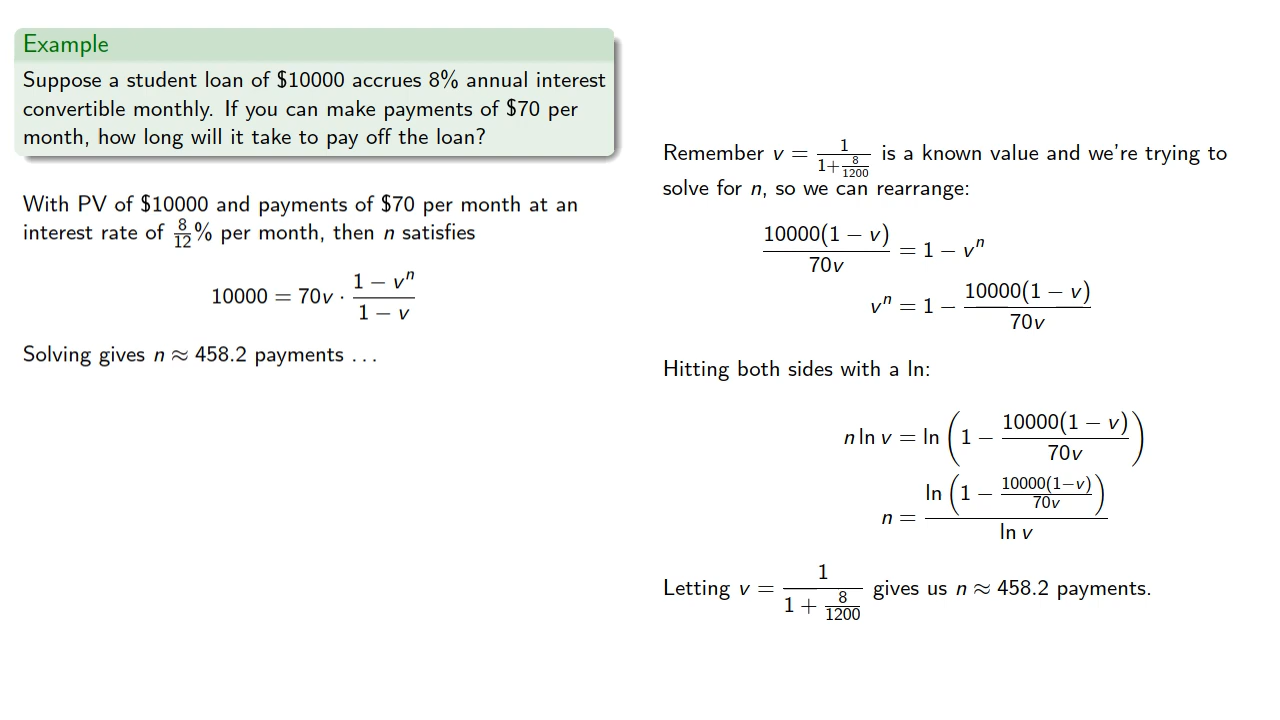 Example
Suppose a student loan of $10000 accrues 8% annual interest
convertible monthly. If you can make payments of $70 per
month, how long will it take to pay off the loan?
With PV of $10000 and payments of $70 per month at an
interest rate of 8/12% per month, then n satisfies
10000 = 70v · (1 − vⁿ)/(1 − v)
Solving gives n ≈ 458.2 payments . . .
Remember v = 1/(1+8/1200) is a known value and we're trying to
solve for n, so we can rearrange:
10000(1 − v)/70v = 1 − vⁿ
vⁿ = 1 − 10000(1 − v)/70v
Hitting both sides with a ln:
n ln v = ln (1 − 10000(1 − v)/70v)
n = ln (1 − 10000(1−v)/70v)/ln v
Letting v = 1/(1 + 8/1200) gives us n ≈ 458.2 payments.